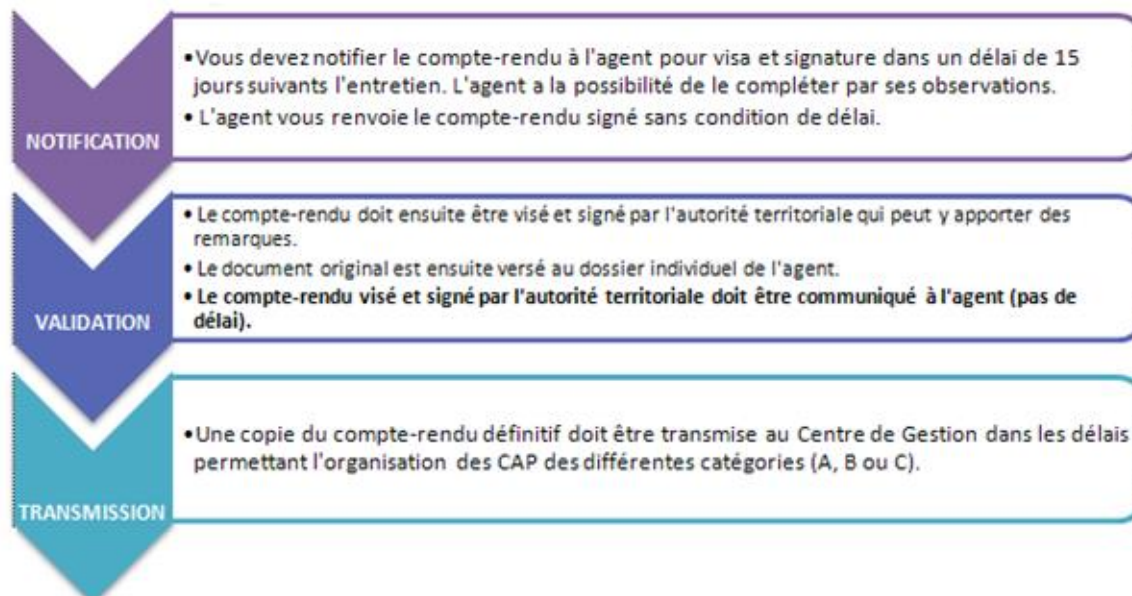 •Vous devez notifier le compte-rendu à l'agent pour visa et signature dans un délai de 15
jours suivants l'entretien. L'agent a la possibilité de le compléter par ses observations.
• L'agent vous renvoie le compte-rendu signé sans condition de délai.
NOTIFICATION
• Le compte-rendu doit ensuite être visé et signé par l'autorité territoriale qui peut y apporter des
remarques.
• Le document original est ensuite versé au dossier individuel de l'agent.
• Le compte-rendu visé et signé par l'autorité territoriale doit être communiqué à l'agent (pas de
délai).
VALIDATION
•Une copie du compte-rendu définitif doit être transmise au Centre de Gestion dans les délais
permettant l'organisation des CAP des différentes catégories (A, B ou C).
TRANSMISSION